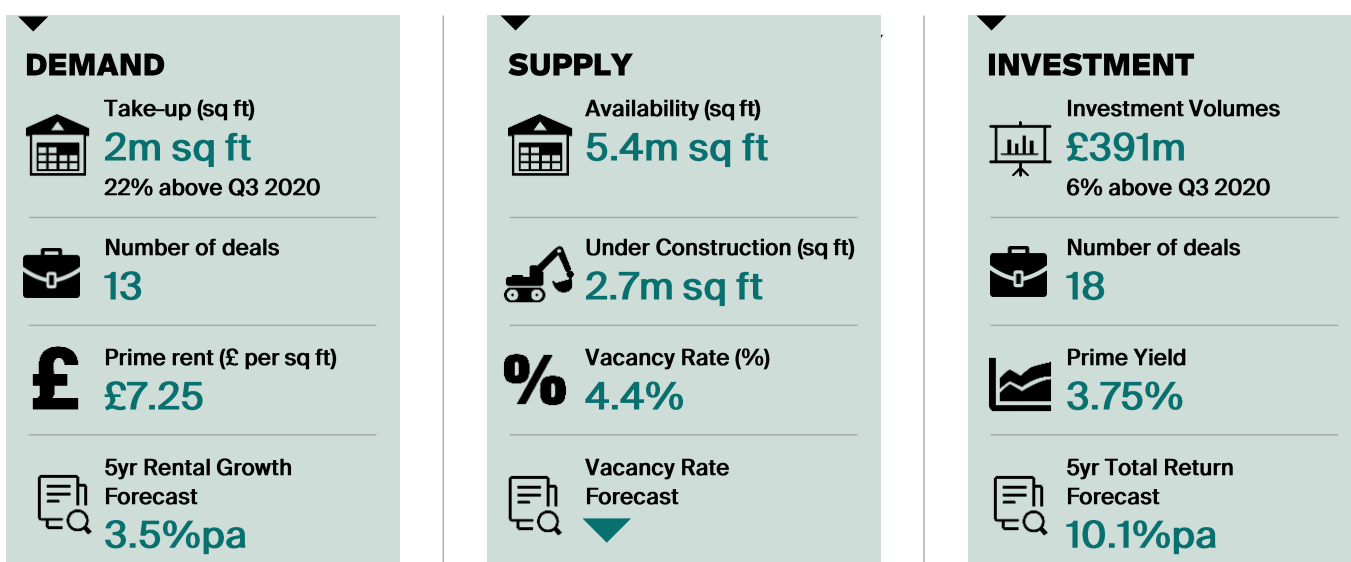 DEMAND
Take-up (sq ft)
2m sq ft
22% above Q3 2020
Number of deals
13
£
Prime rent (£ per sq ft)
£7.25
5yr Rental Growth
Forecast
3.5%pa
SUPPLY
Availability (sq ft)
5.4m sq ft
Under Construction (sq ft)
2.7m sq ft
%
Vacancy Rate (%)
4.4%
Vacancy Rate
Forecast
INVESTMENT
Investment Volumes
£391m
6% above Q3 2020
Number of deals
18
Prime Yield
3.75%
5yr Total Return
Forecast
10.1%pa